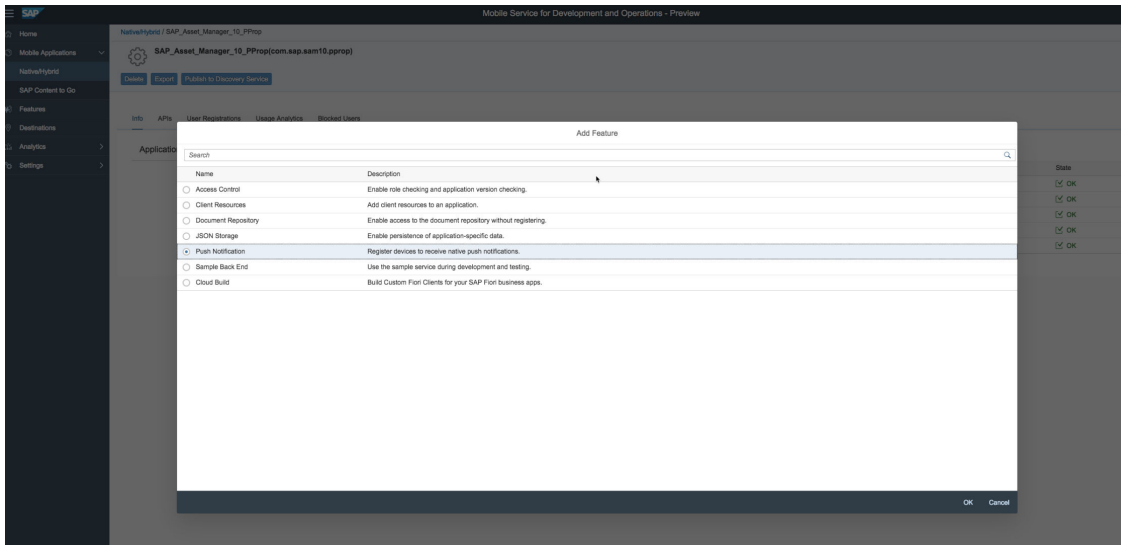 SAP
Mobile Service for Development and Operations - Preview
Home
Mobile Applications
Native/Hybrid
SAP Content to Go
Features
Destinations
Analytics
Settings
Native/Hybrid / SAP_Asset_Manager_10_PProp
SAP_Asset_Manager_10_PProp(com.sap.sam10.pprop)
Delete Export Publish to Discovery Service
Info APIs User Registrations Usage Analytics Blocked Users
Applicatio
Add Feature
Search
Name Description
Access Control Enable role checking and application version checking.
Client Resources Add client resources to an application.
Document Repository Enable access to the document repository without registering.
JSON Storage Enable persistence of application-specific data.
Push Notification Register devices to receive native push notifications.
Sample Back End Use the sample service during development and testing.
Cloud Build Build Custom Fiori Clients for your SAP Fiori business apps.
OK Cancel
State
OK
OK
OK
OK
OK